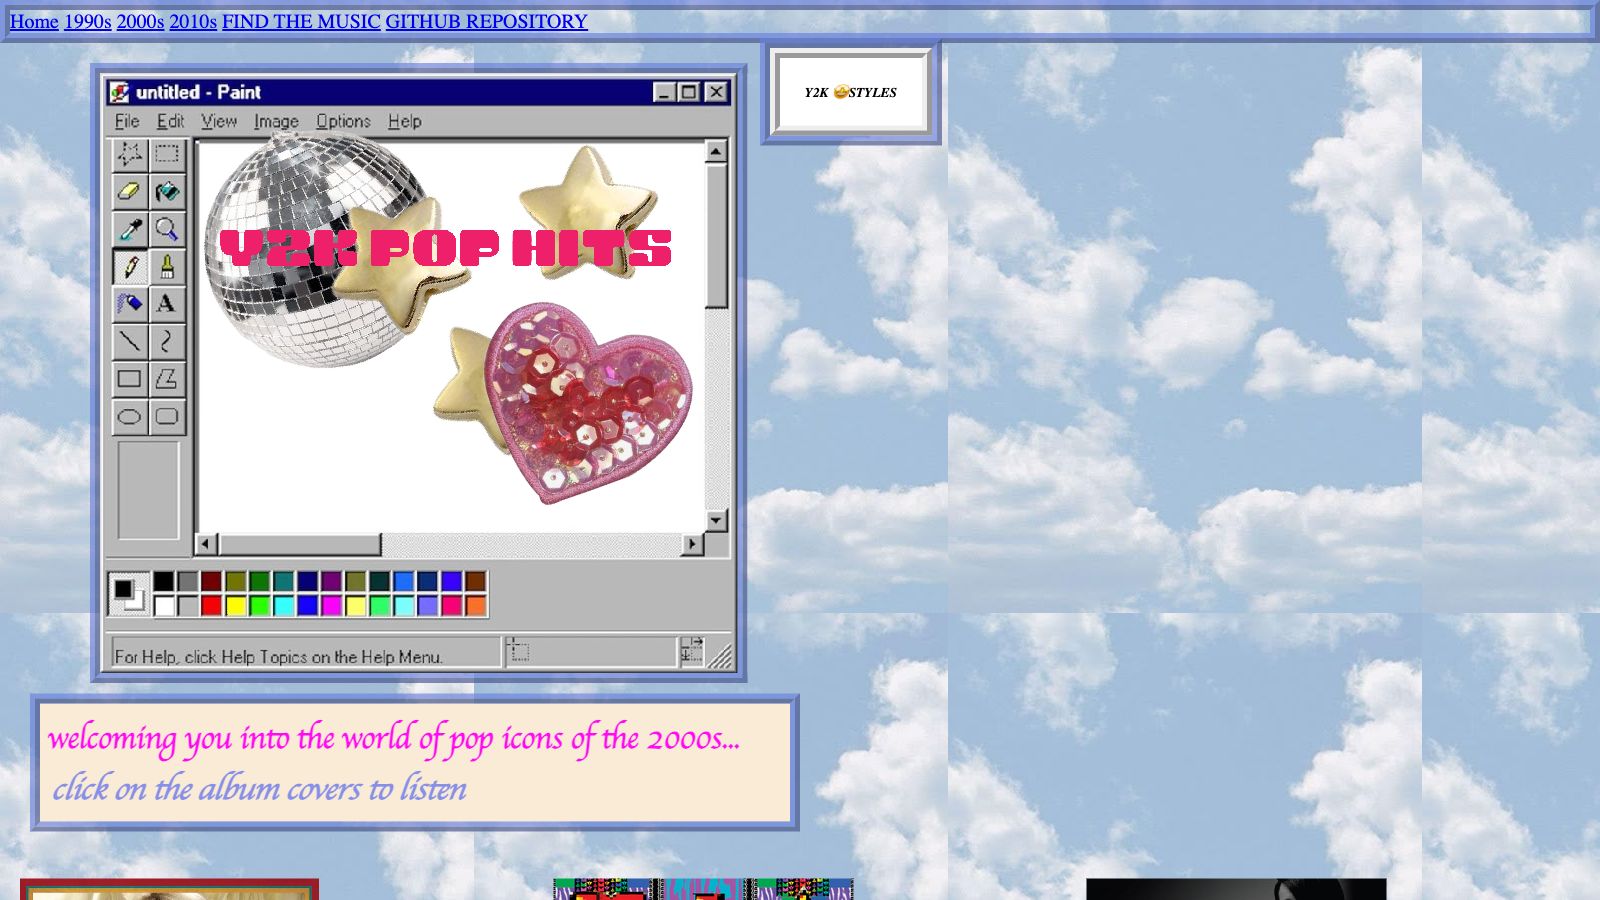 Home 1990s 2000s 2010s FIND THE MUSIC GITHUB REPOSITORY
untitled - Paint
File Edit View Image Options Help
Y2K 🤩STYLES
A
Y2K POP HITS
For Help, click Help Topics on the Help Menu.
welcoming you into the world of pop icons of the 2000s...
click on the album covers to listen